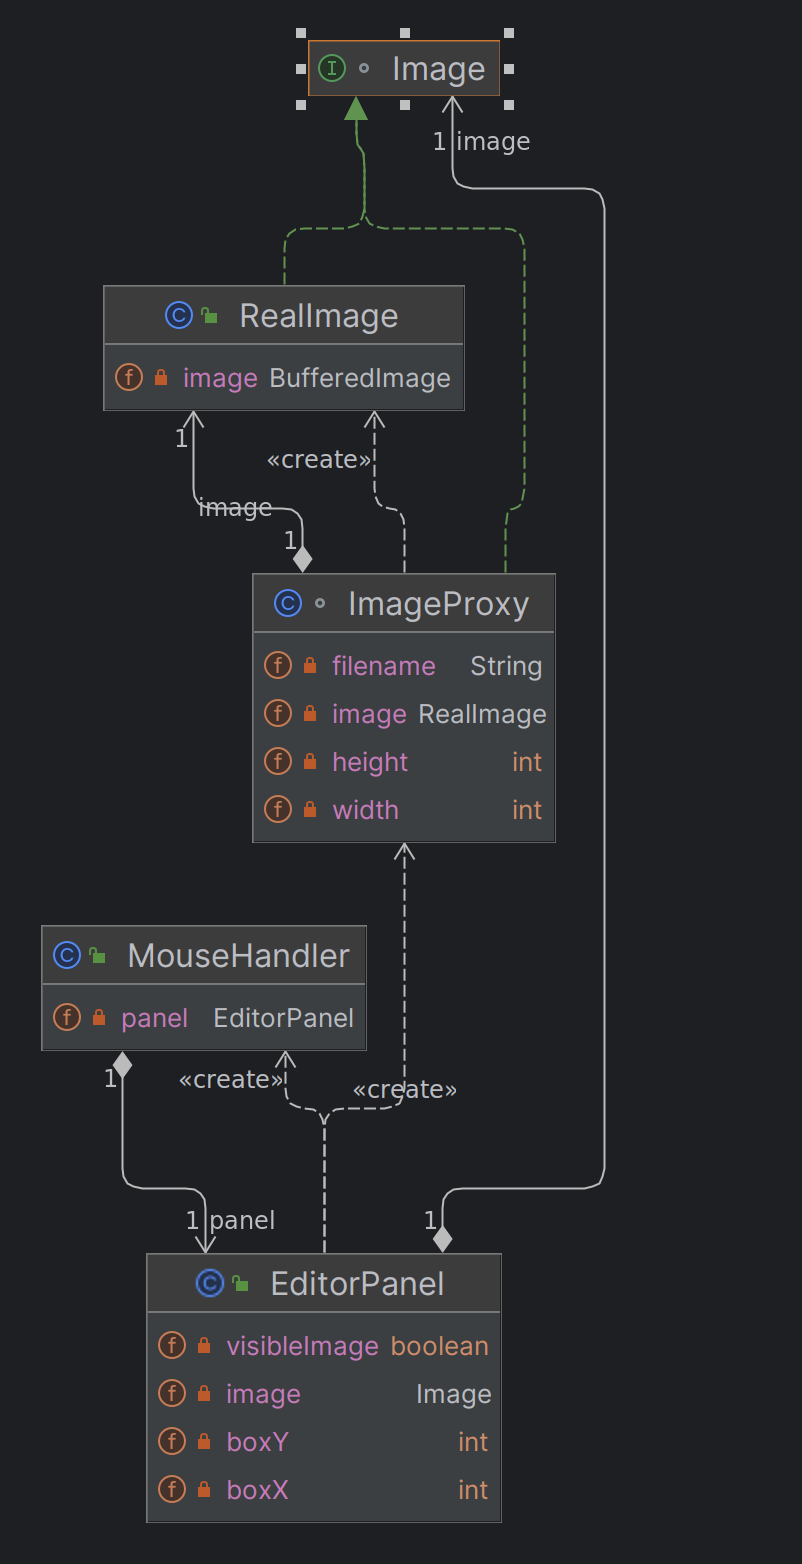 Image
1 image
RealImage
image BufferedImage
1
«create»
image
1
ImageProxy
filename String
image RealImage
height int
width int
MouseHandler
panel EditorPanel
1 «create» «create»
1 panel 1
EditorPanel
visibleImage boolean
image Image
boxY int
boxX int